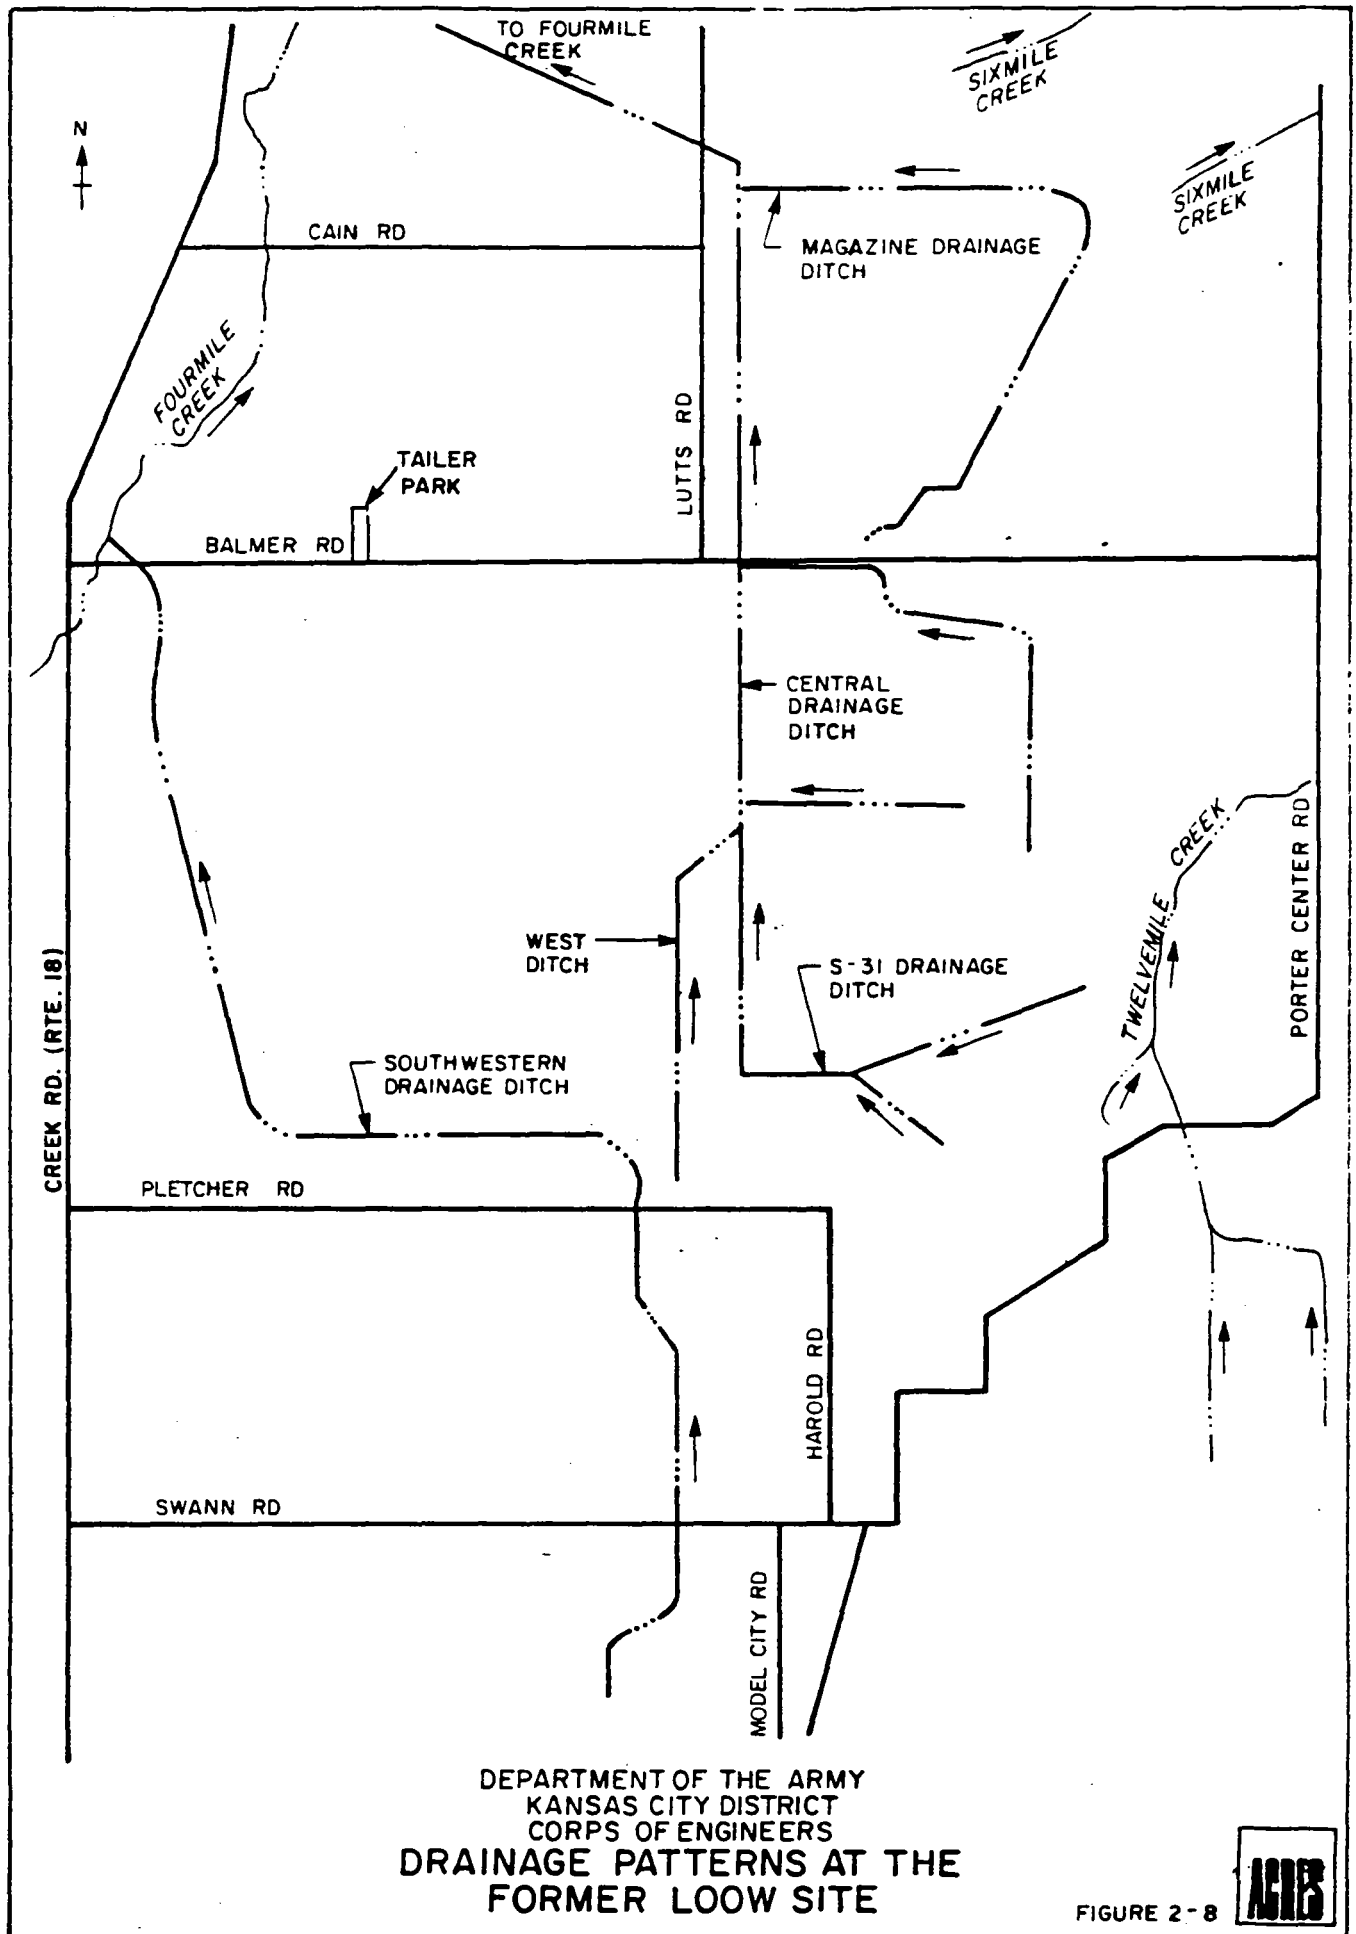 TO FOURMILE
CREEK
SIXMILE
CREEK
N
SIXMILE
CREEK
CAIN RD
MAGAZINE DRAINAGE
DITCH
FOURMILE
CREEK
LUTTS RD
TAILER
PARK
BALMER RD
CENTRAL
DRAINAGE
DITCH
TWELVEMILE CREEK
PORTER CENTER RD
WEST
DITCH
S-31 DRAINAGE
DITCH
CREEK RD. (RTE. 18)
SOUTHWESTERN
DRAINAGE DITCH
PLETCHER RD
HAROLD RD
SWANN RD
MODEL CITY RD
DEPARTMENT OF THE ARMY
KANSAS CITY DISTRICT
CORPS OF ENGINEERS
DRAINAGE PATTERNS AT THE
FORMER LOOW SITE
FIGURE 2-8
ACRES